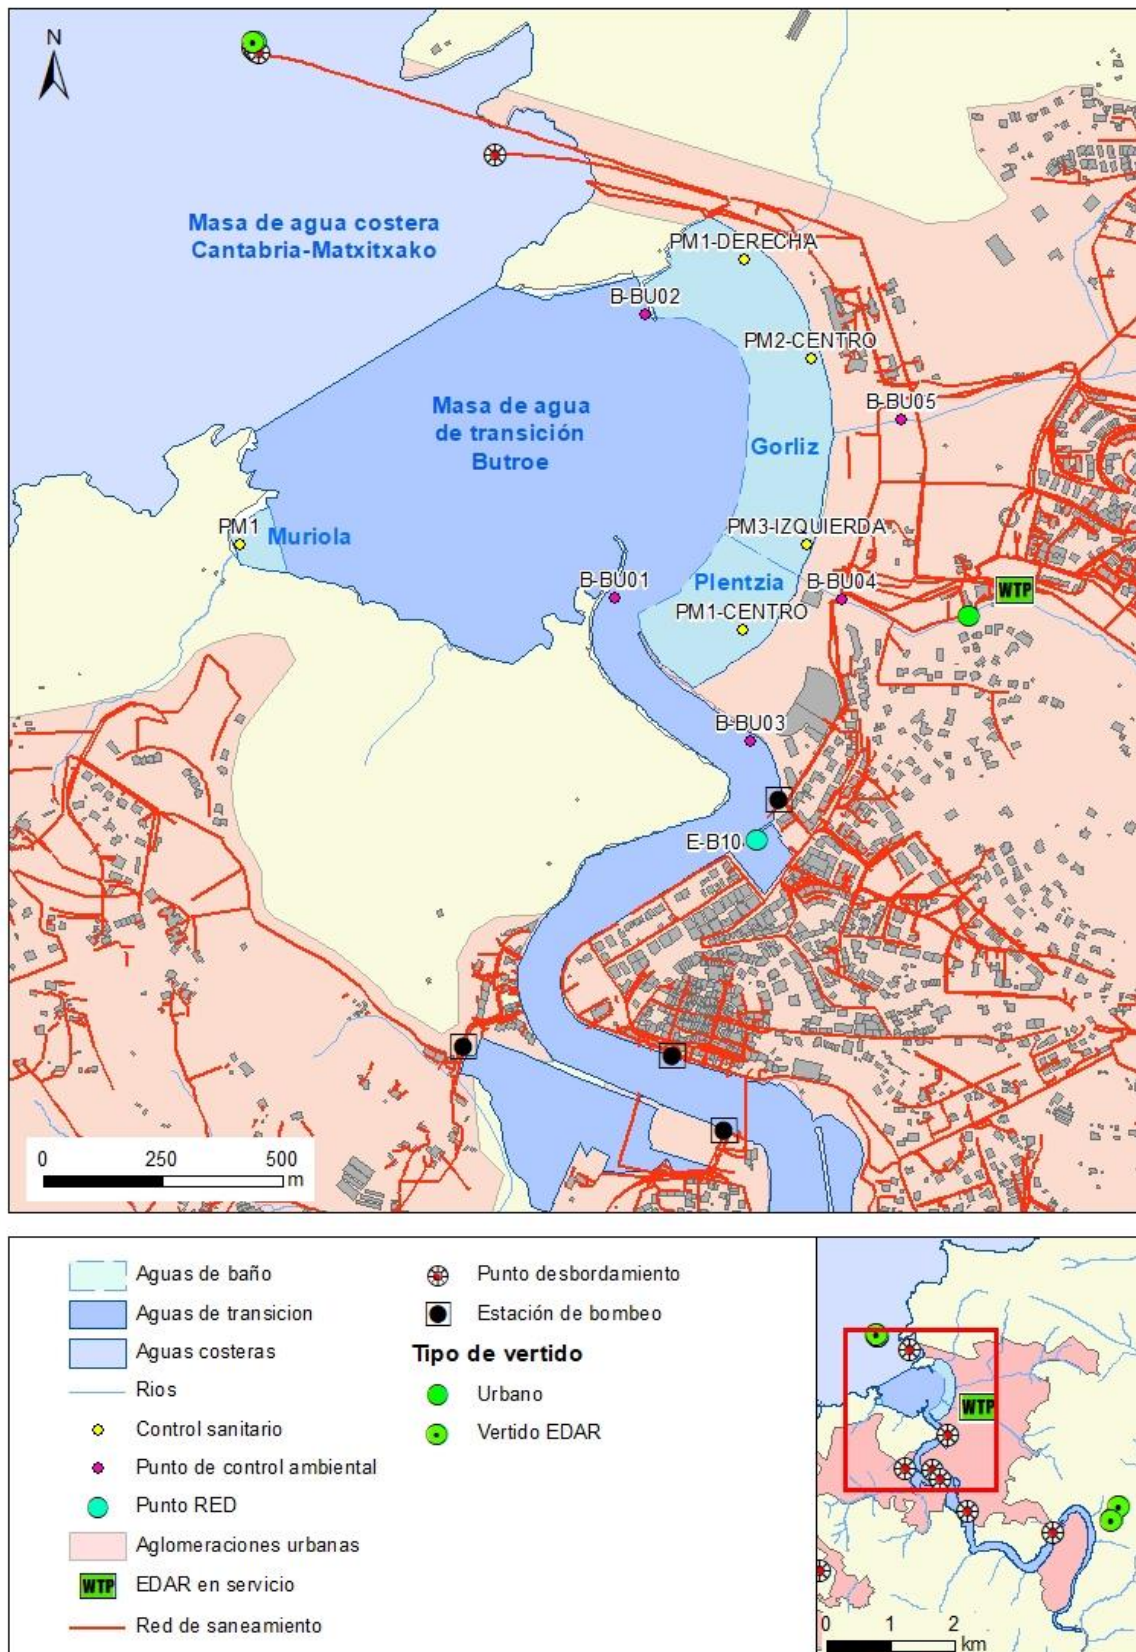 N
Masa de agua costera
Cantabria-Matxitxako
PM1-DERECHA
B-BU02
PM2-CENTRO
Masa de agua
de transición
Butroe
B-BU05
Gorliz
PM1
Muriola
PM3-IZQUIERDA
B-BU01
Plentzia
B-BU04
WTP
PM1-CENTRO
B-BU03
E-B10
0 250 500
m
Aguas de baño
Aguas de transicion
Aguas costeras
Rios
Control sanitario
Punto de control ambiental
Punto RED
Aglomeraciones urbanas
WTP EDAR en servicio
Red de saneamiento
Punto desbordamiento
Estación de bombeo
Tipo de vertido
Urbano
Vertido EDAR
WTP
0 1 2
km